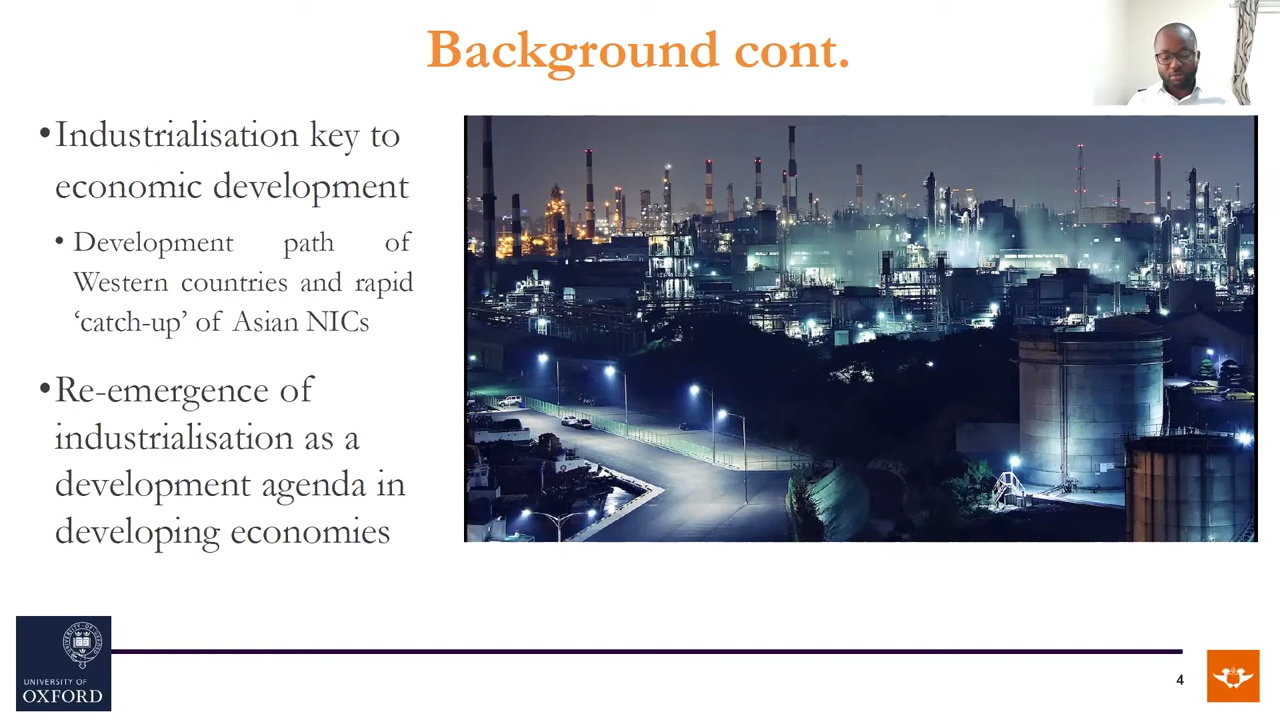 Background cont.
•Industrialisation key to
economic development
• Development path of
Western countries and rapid
‘catch-up’ of Asian NICs
•Re-emergence of
industrialisation as a
development agenda in
developing economies
UNIVERSITY OF
OXFORD
4